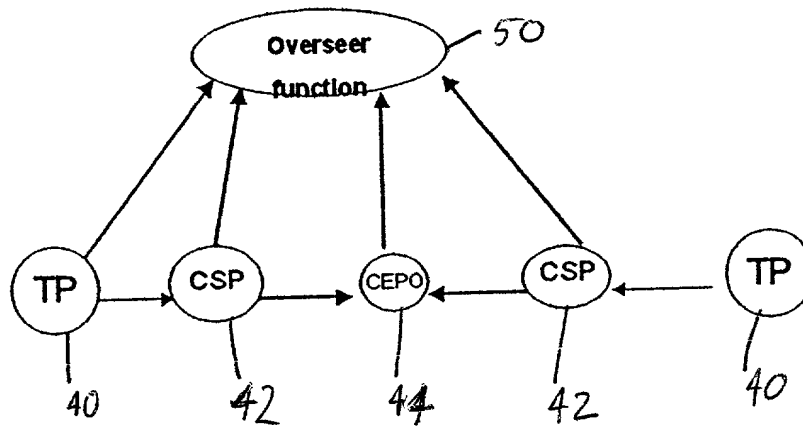 Overseer
function
50
TP
CSP
CEPO
CSP
TP
40
42
44
42
40